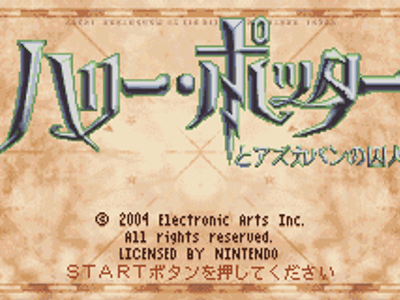 ハリー・ポッター
とアズカバンの囚人
© 2004 Electronic Arts Inc.
All rights reserved.
LICENSED BY NINTENDO
STARTボタンを押してください